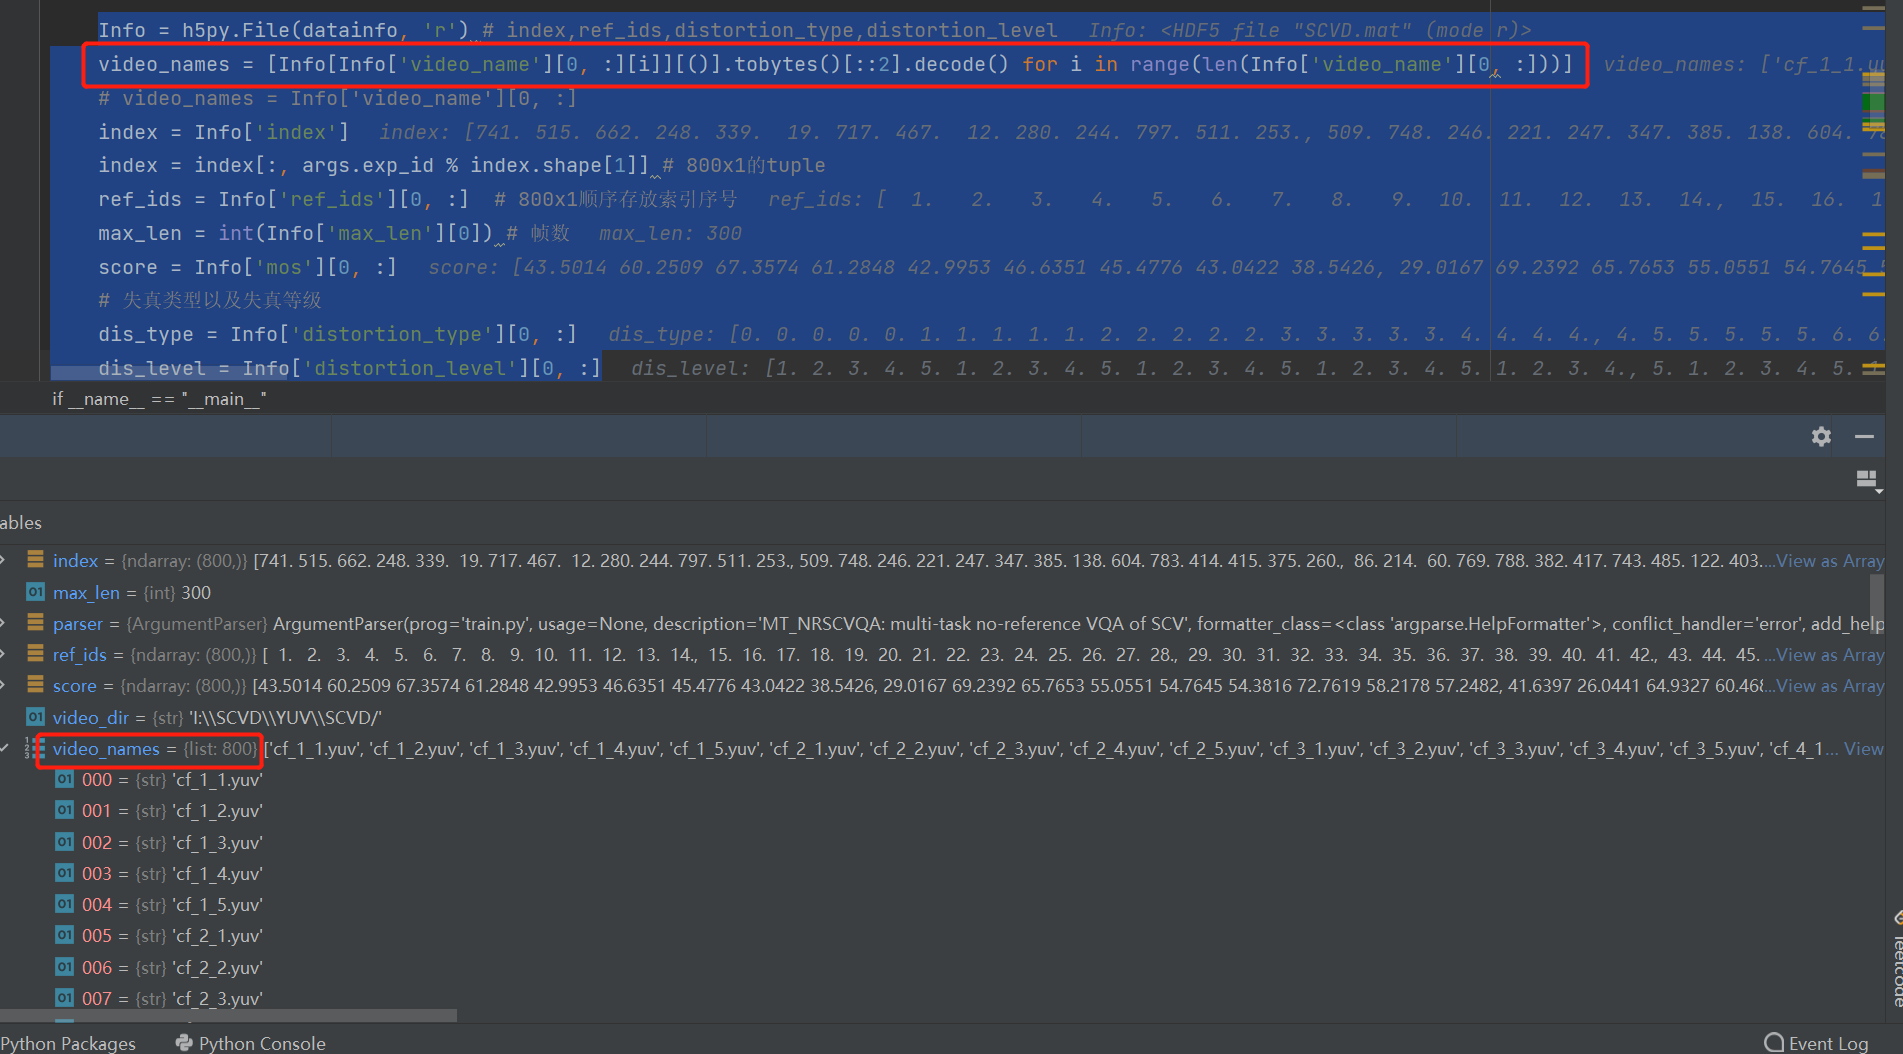 Info = h5py.File(datainfo, 'r') # index,ref_ids,distortion_type,distortion_level   Info: <HDF5 file "SCVD.mat" (mode r)>
video_names = [Info[Info['video_name'][0, :][i]][()].tobytes()[::2].decode() for i in range(len(Info['video_name'][0, :]))]   video_names: ['cf_1_1.yu
# video_names = Info['video_name'][0, :]
index = Info['index']   index: [741. 515. 662. 248. 339.  19. 717. 467.  12. 280. 244. 797. 511. 253., 509. 748. 246. 221. 247. 347. 385. 138. 604. 78
index = index[:, args.exp_id % index.shape[1]] # 800x1的tuple
ref_ids = Info['ref_ids'][0, :]  # 800x1顺序存放索引序号   ref_ids: [  1.   2.   3.   4.   5.   6.   7.   8.   9.  10.  11.  12.  13.  14.,  15.  16.  1
max_len = int(Info['max_len'][0]) # 帧数   max_len: 300
score = Info['mos'][0, :]   score: [43.5014 60.2509 67.3574 61.2848 42.9953 46.6351 45.4776 43.0422 38.5426, 29.0167 69.2392 65.7653 55.0551 54.7645 5
# 失真类型以及失真等级
dis_type = Info['distortion_type'][0, :]   dis_type: [0. 0. 0. 0. 0. 1. 1. 1. 1. 1. 2. 2. 2. 2. 2. 3. 3. 3. 3. 3. 4. 4. 4. 4., 4. 5. 5. 5. 5. 5. 6. 6.
dis_level = Info['distortion_level'][0, :]   dis_level: [1. 2. 3. 4. 5. 1. 2. 3. 4. 5. 1. 2. 3. 4. 5. 1. 2. 3. 4. 5. 1. 2. 3. 4., 5. 1. 2. 3. 4. 5. 1
if __name__ == "__main__"
ables
index = {ndarray: (800,)} [741. 515. 662. 248. 339.  19. 717. 467.  12. 280. 244. 797. 511. 253., 509. 748. 246. 221. 247. 347. 385. 138. 604. 783. 414. 415. 375. 260.,  86. 214.  60. 769. 788. 382. 417. 743. 485. 122. 403....View as Array
max_len = {int} 300
parser = {ArgumentParser} ArgumentParser(prog='train.py', usage=None, description='MT_NRSCVQA: multi-task no-reference VQA of SCV', formatter_class=<class 'argparse.HelpFormatter'>, conflict_handler='error', add_help
ref_ids = {ndarray: (800,)} [  1.   2.   3.   4.   5.   6.   7.   8.   9.  10.  11.  12.  13.  14.,  15.  16.  17.  18.  19.  20.  21.  22.  23.  24.  25.  26.  27.  28.,  29.  30.  31.  32.  33.  34.  35.  36.  37.  38.  39.  40.  41.  42.,  43.  44.  45....View as Array
score = {ndarray: (800,)} [43.5014 60.2509 67.3574 61.2848 42.9953 46.6351 45.4776 43.0422 38.5426, 29.0167 69.2392 65.7653 55.0551 54.7645 54.3816 72.7619 58.2178 57.2482, 41.6397 26.0441 64.9327 60.468...View as Array
video_dir = {str} 'I:\\SCVD\\YUV\\SCVD/'
video_names = {list: 800} ['cf_1_1.yuv', 'cf_1_2.yuv', 'cf_1_3.yuv', 'cf_1_4.yuv', 'cf_1_5.yuv', 'cf_2_1.yuv', 'cf_2_2.yuv', 'cf_2_3.yuv', 'cf_2_4.yuv', 'cf_2_5.yuv', 'cf_3_1.yuv', 'cf_3_2.yuv', 'cf_3_3.yuv', 'cf_3_4.yuv', 'cf_3_5.yuv', 'cf_4_1... View
000 = {str} 'cf_1_1.yuv'
001 = {str} 'cf_1_2.yuv'
002 = {str} 'cf_1_3.yuv'
003 = {str} 'cf_1_4.yuv'
004 = {str} 'cf_1_5.yuv'
005 = {str} 'cf_2_1.yuv'
006 = {str} 'cf_2_2.yuv'
007 = {str} 'cf_2_3.yuv'
leetcode
Python Packages
Python Console
Event Log